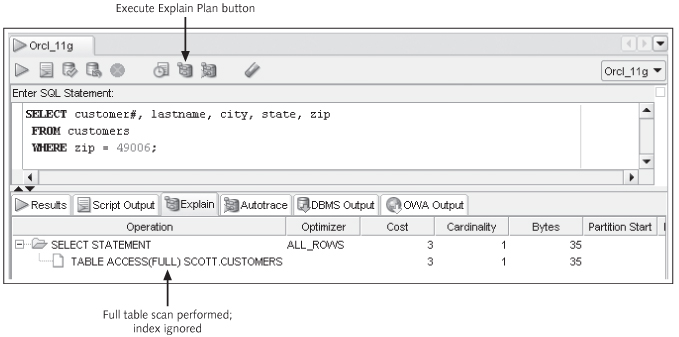 Execute Explain Plan button
Orcl_11g
Orcl_11g
Enter SQL Statement:
SELECT customer#, lastname, city, state, zip
FROM customers
WHERE zip = 49006;
Results Script Output Explain Autotrace DBMS Output OWA Output
Operation Optimizer Cost Cardinality Bytes Partition Start
SELECT STATEMENT ALL_ROWS 3 1 35
TABLE ACCESS(FULL) SCOTT.CUSTOMERS 3 1 35
Full table scan performed;
index ignored